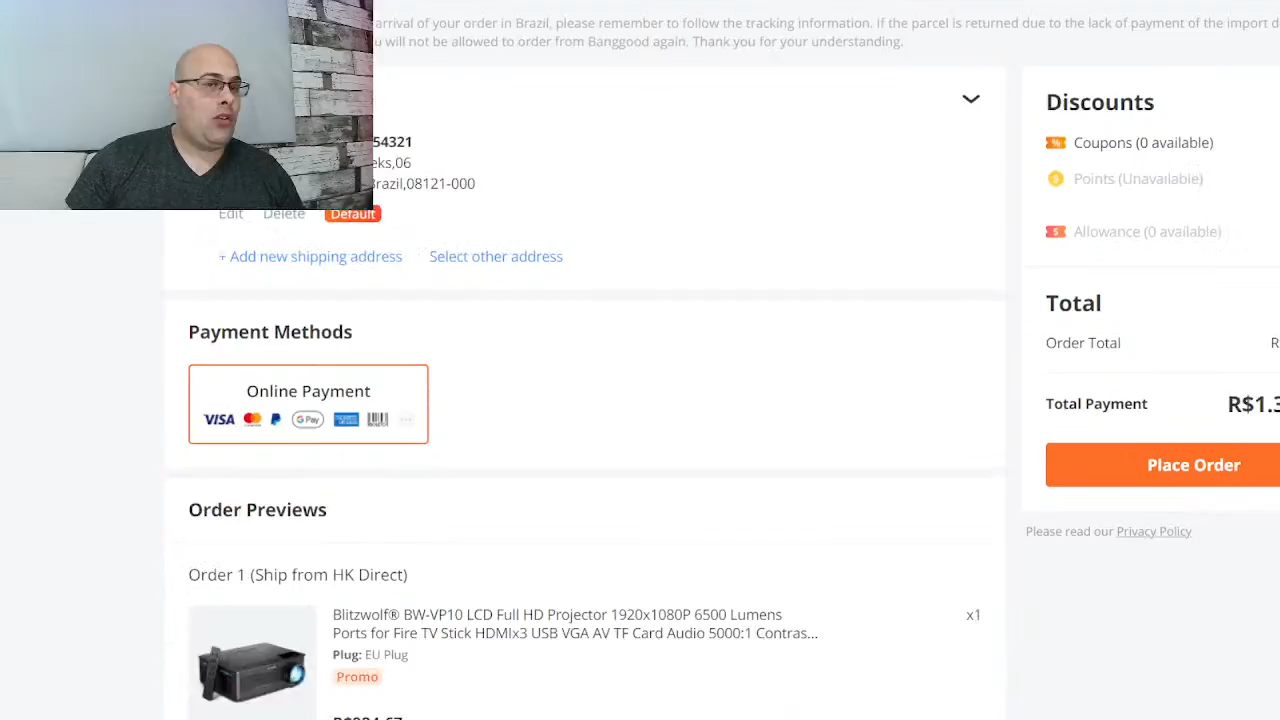 arrival of your order in Brazil, please remember to follow the tracking information. if the parcel is returned due to the lack of payment of the import
will not be allowed to order from Banggood again. Thank you for your understanding.
54321
eks,06
Brazil,08121-000
Edit Delete Default
+ Add new shipping address Select other address
Payment Methods
Online Payment
VISA G Pay
Order Previews
Order 1 (Ship from HK Direct)
Blitzwolf® BW-VP10 LCD Full HD Projector 1920x1080P 6500 Lumens x1
Ports for Fire TV Stick HDMIx3 USB VGA AV TF Card Audio 5000:1 Contras...
Plug: EU Plug
Promo
Discounts
Coupons (0 available)
Points (Unavailable)
Allowance (0 available)
Total
Order Total
Total Payment R$1.3
Place Order
Please read our Privacy Policy